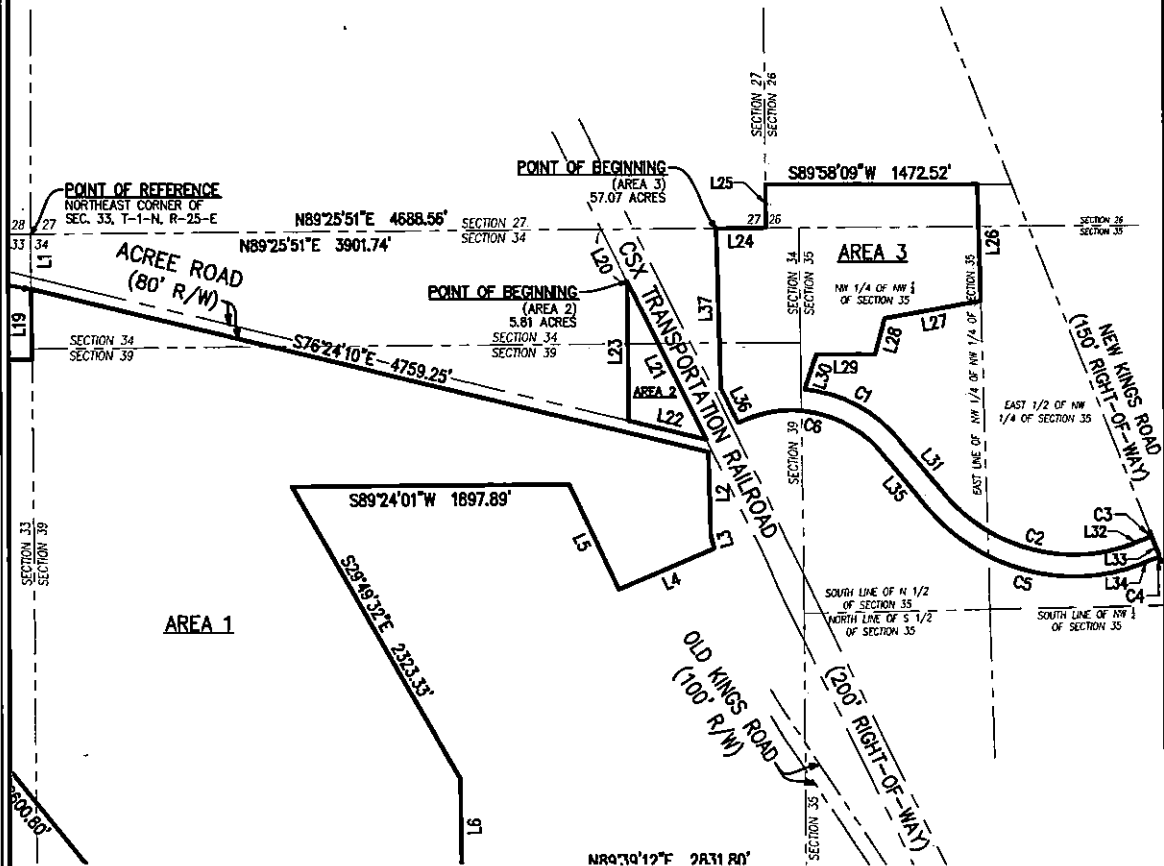 SECTION 27
SECTION 26
POINT OF BEGINNING
(AREA 3)
57.07 ACRES
L25
S89°58'09"W 1472.52'
POINT OF REFERENCE
NORTHEAST CORNER OF
SEC. 33, T-1-N, R-25-E
28 27
33 34
L1
N89°25'51"E 4688.56'
SECTION 27
SECTION 34
N89°25'51"E 3901.74'
27 26
L24
SECTION 26
SECTION 35
L26
ACREE ROAD
(80' R/W)
L20
CSX TRANSPORTATION RAILROAD
(200' RIGHT-OF-WAY)
SECTION 34
SECTION 35
AREA 3
NW 1/4 OF NW ¼
OF SECTION 35
POINT OF BEGINNING
(AREA 2)
5.81 ACRES
L37
L19
SECTION 34
SECTION 39
S76°24'10"E 4759.25'
SECTION 34
SECTION 39
L23
L21
AREA 2
L22
L27
L28
L29
L30
L36
C1
C6
NEW KINGS ROAD
(150' RIGHT-OF-WAY)
EAST LINE OF NW 1/4 OF NW 1/4 OF SECTION 35
EAST 1/2 OF NW
1/4 OF SECTION 35
SECTION 39
L31
L35
S89°24'01"W 1697.89'
L2
L3
L4
L5
C2
C5
C3
L32
L33
L34
C4
SECTION 33
SECTION 39
S29°49'32"E 2323.33'
SOUTH LINE OF N 1/2
OF SECTION 35
NORTH LINE OF S 1/2
OF SECTION 35
SOUTH LINE OF NW ¼
OF SECTION 35
AREA 1
OLD KINGS ROAD
(100' R/W)
L6
SECTION 35
600.80'
N89°39'12"E 2831.80'